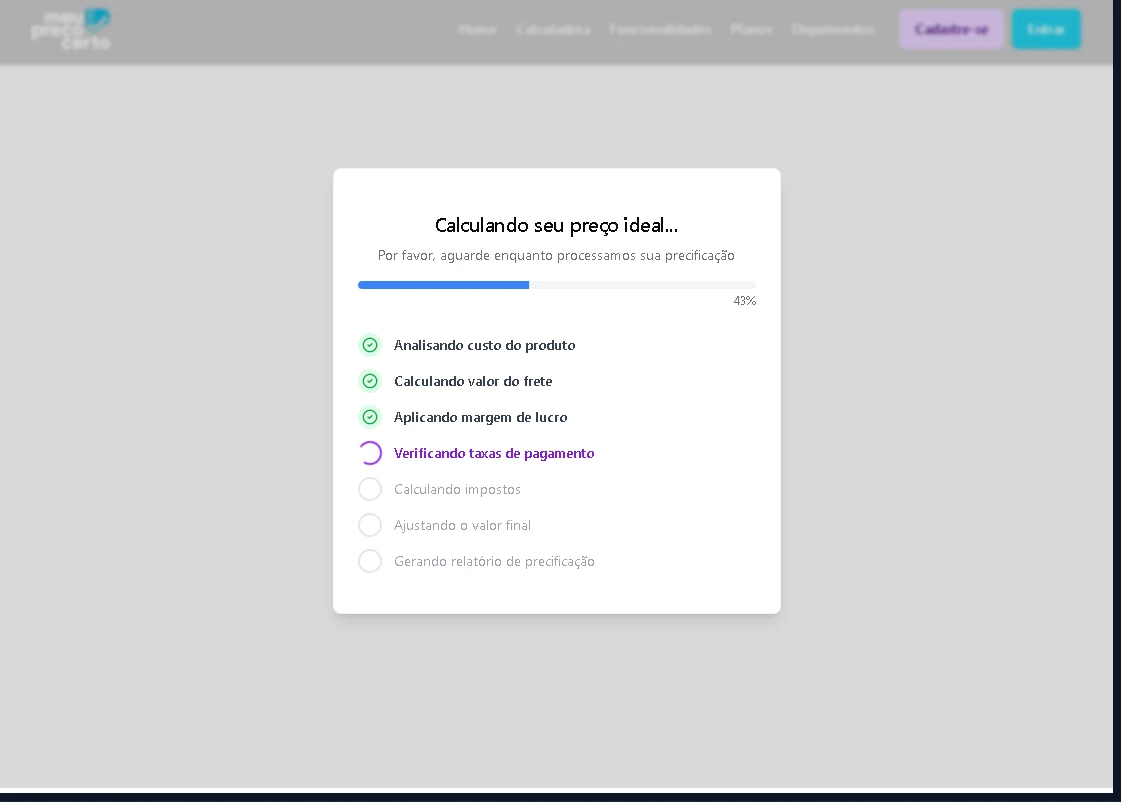 meu
preço
certo
Home Calculadora Funcionalidades Planos Depoimentos Cadastre-se Entrar
Calculando seu preço ideal...
Por favor, aguarde enquanto processamos sua precificação
43%
Analisando custo do produto
Calculando valor do frete
Aplicando margem de lucro
Verificando taxas de pagamento
Calculando impostos
Ajustando o valor final
Gerando relatório de precificação